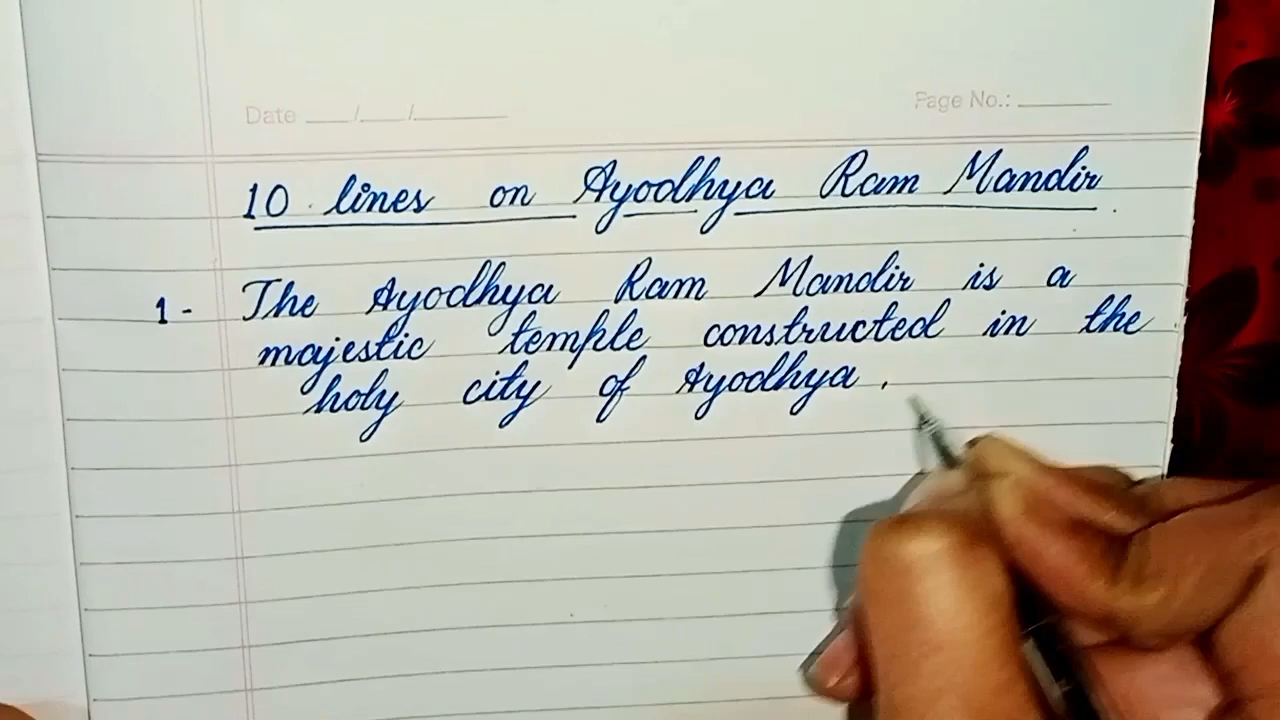 Date ___/___/______
Page No.: ______
10 lines on Ayodhya Ram Mandir
1- The Ayodhya Ram Mandir is a
majestic temple constructed in the
holy city of Ayodhya.